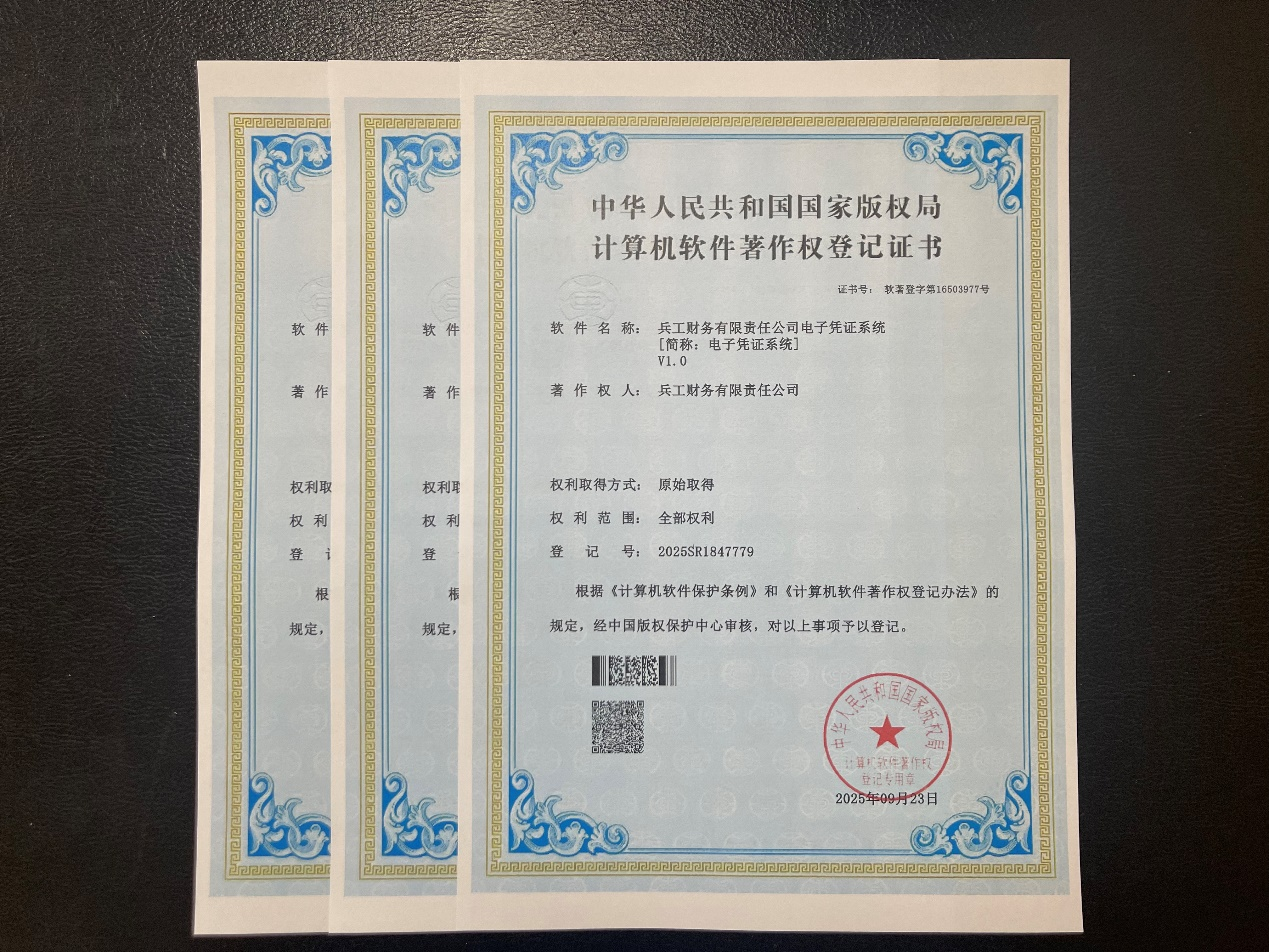 中华人民共和国国家版权局
计算机软件著作权登记证书
证书号： 软著登字第16503977号
软件名称： 兵工财务有限责任公司电子凭证系统
[简称：电子凭证系统]
V1.0
著作权人： 兵工财务有限责任公司
权利取得方式： 原始取得
权利范围： 全部权利
登记号： 2025SR1847779
根据《计算机软件保护条例》和《计算机软件著作权登记办法》的
规定，经中国版权保护中心审核，对以上事项予以登记。
中华人民共和国国家版权局
计算机软件著作权
登记专用章
2025年09月23日
软件
著作
权利取
权利
登
根
规定，
软件
著作
权利取
权利
登
根
规定，